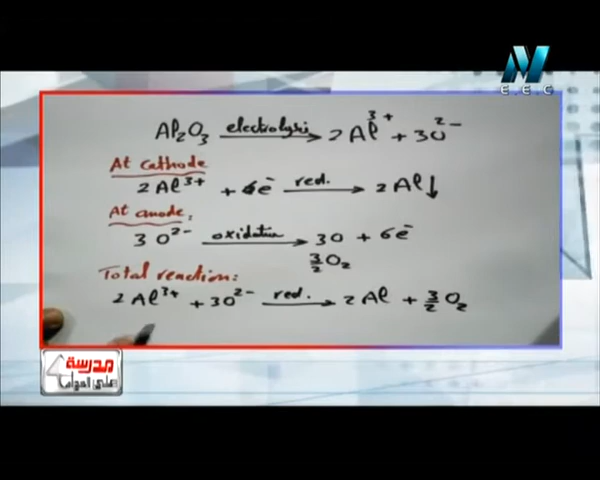 N
E.E.C
Al₂O₃ electrolysis → 2Al³⁺ + 3O²⁻
At cathode
2Al³⁺ + 6e⁻ red. → 2Al↓
At anode:
3O²⁻ oxidation → 3O + 6e⁻
3/2 O₂
Total reaction:
2Al³⁺ + 3O²⁻ red. → 2Al + 3/2 O₂
مدرسة
على الهواء